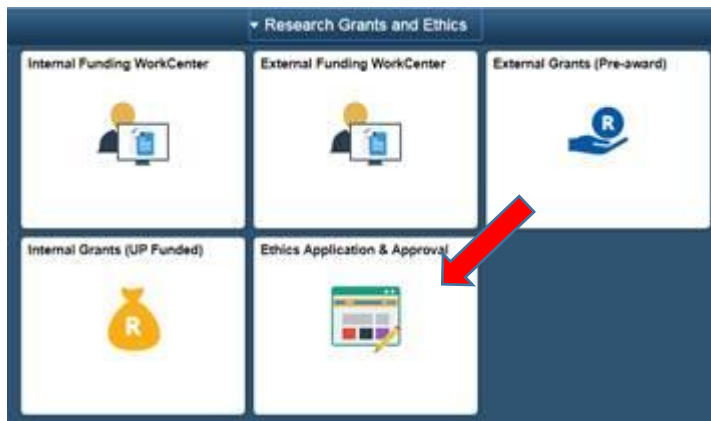 Research Grants and Ethics
Internal Funding WorkCenter
External Funding WorkCenter
External Grants (Pre-award)
R
Internal Grants (UP Funded)
Ethics Application & Approval
R